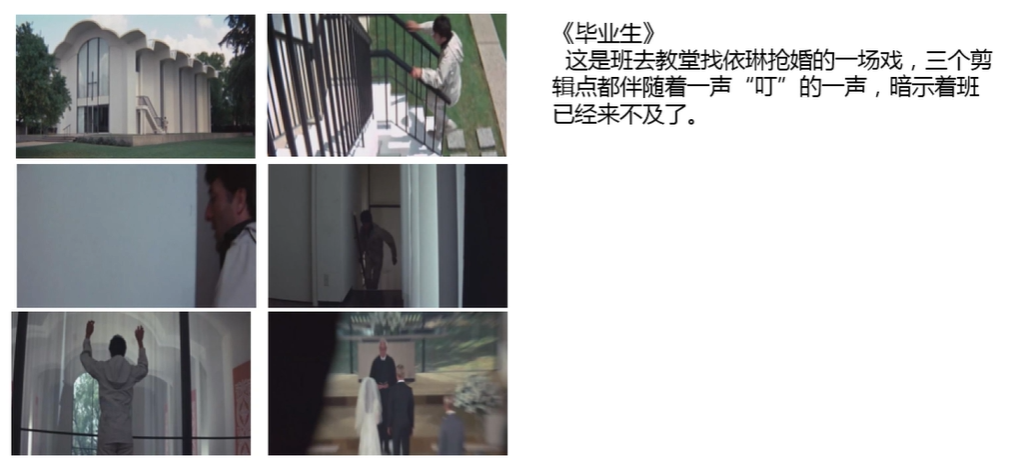 《毕业生》
这是班去教堂找依琳抢婚的一场戏，三个剪
辑点都伴随着一声“叮”的一声，暗示着班
已经来不及了。